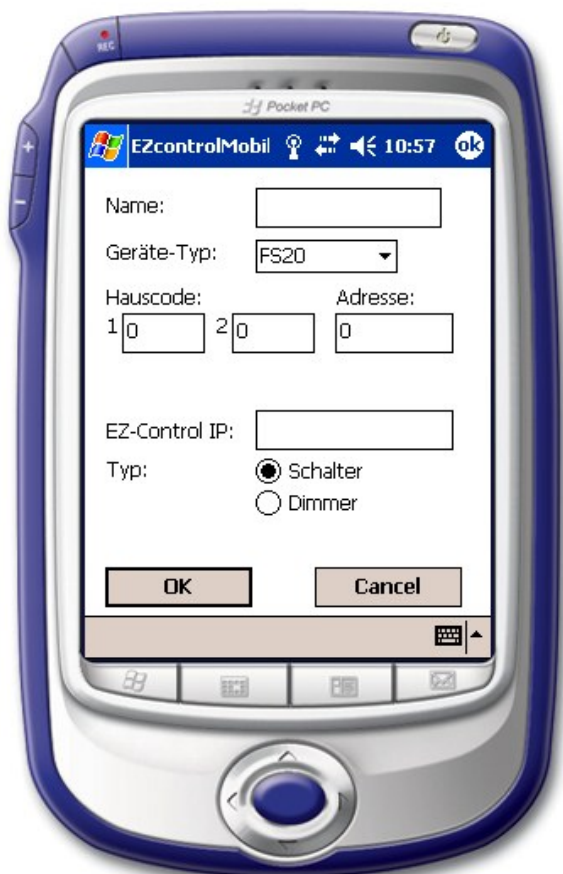 REC
Pocket PC
EZcontrolMobil 10:57 ok
Name:
Geräte-Typ: FS20
Hauscode: Adresse:
1 0 2 0 0
EZ-Control IP:
Typ: Schalter
Dimmer
OK Cancel